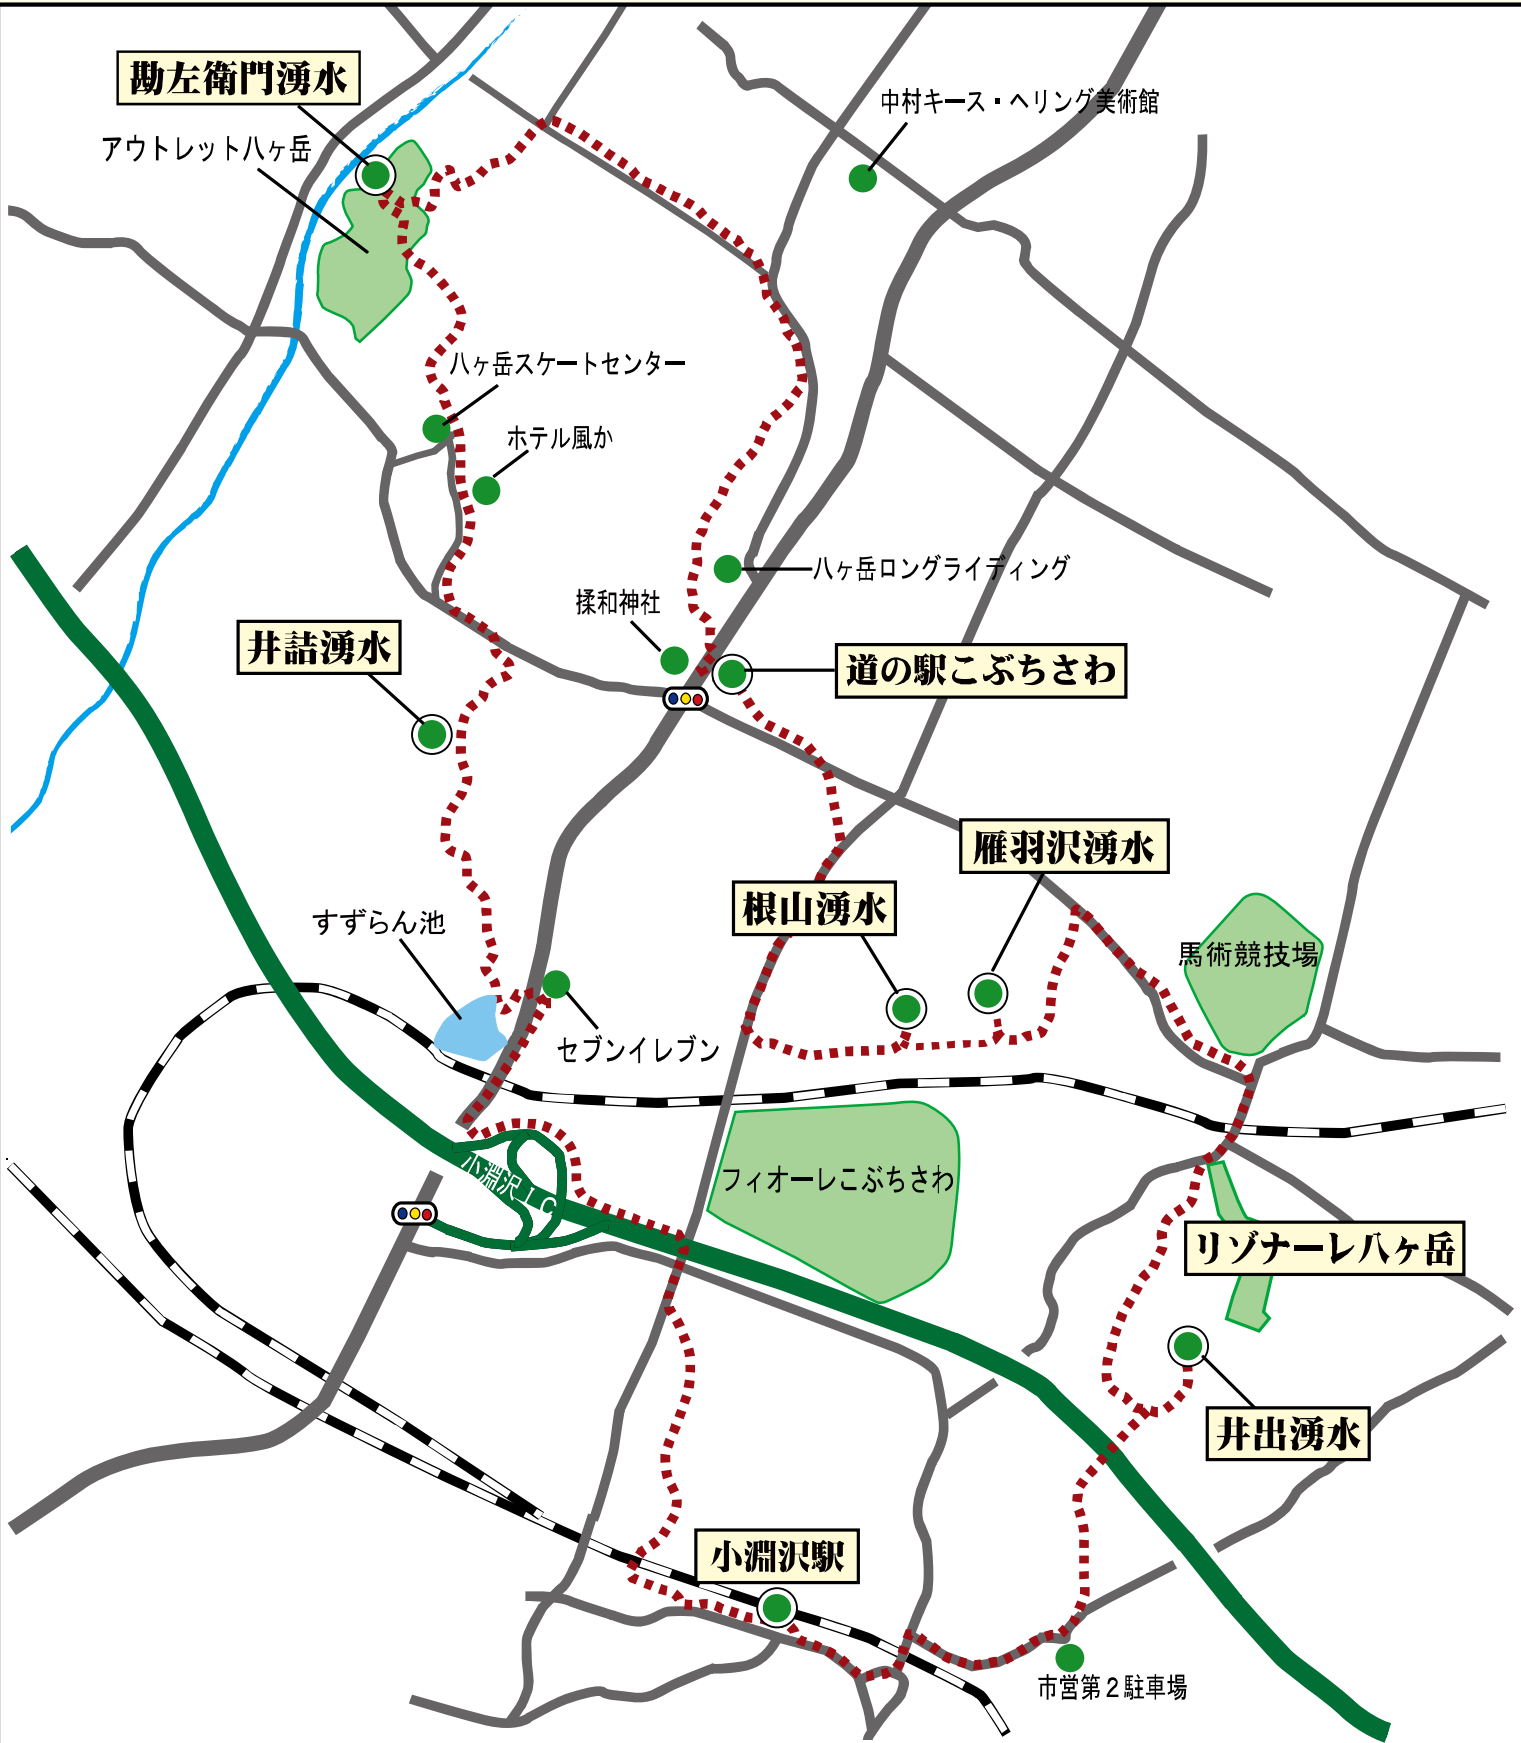 勘左衛門湧水
中村キース・ヘリング美術館
アウトレット八ヶ岳
八ヶ岳スケートセンター
ホテル風か
八ヶ岳ロングライディング
揉和神社
井詰湧水
道の駅こぶちさわ
雁羽沢湧水
根山湧水
すずらん池
馬術競技場
セブンイレブン
小淵沢IC
フィオーレこぶちさわ
リゾナーレ八ヶ岳
井出湧水
小淵沢駅
市営第2駐車場